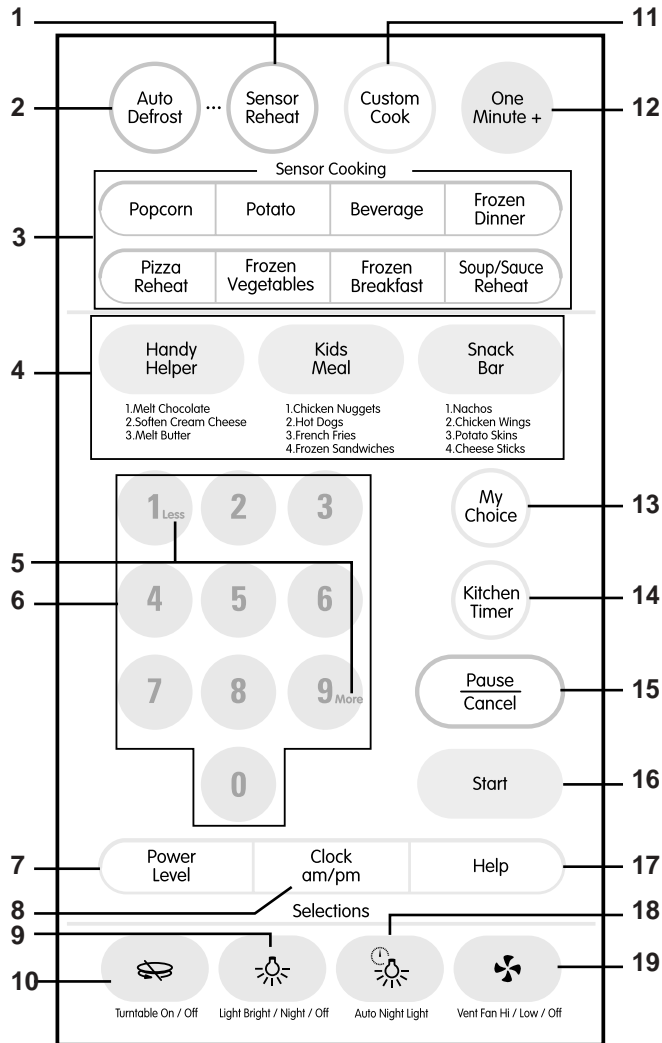 1
11
2
Auto
Defrost
...
Sensor
Reheat
Custom
Cook
One
Minute +
12
Sensor Cooking
3
Popcorn
Potato
Beverage
Frozen
Dinner
Pizza
Reheat
Frozen
Vegetables
Frozen
Breakfast
Soup/Sauce
Reheat
4
Handy
Helper
Kids
Meal
Snack
Bar
1.Melt Chocolate
2.Soften Cream Cheese
3.Melt Butter
1.Chicken Nuggets
2.Hot Dogs
3.French Fries
4.Frozen Sandwiches
1.Nachos
2.Chicken Wings
3.Potato Skins
4.Cheese Sticks
1 Less
2
3
My
Choice
13
5
6
4
5
6
Kitchen
Timer
14
7
8
9 More
Pause
Cancel
15
0
Start
16
7
Power
Level
Clock
am/pm
Help
17
8
Selections
18
9
10
19
Turntable On / Off
Light Bright / Night / Off
Auto Night Light
Vent Fan Hi / Low / Off